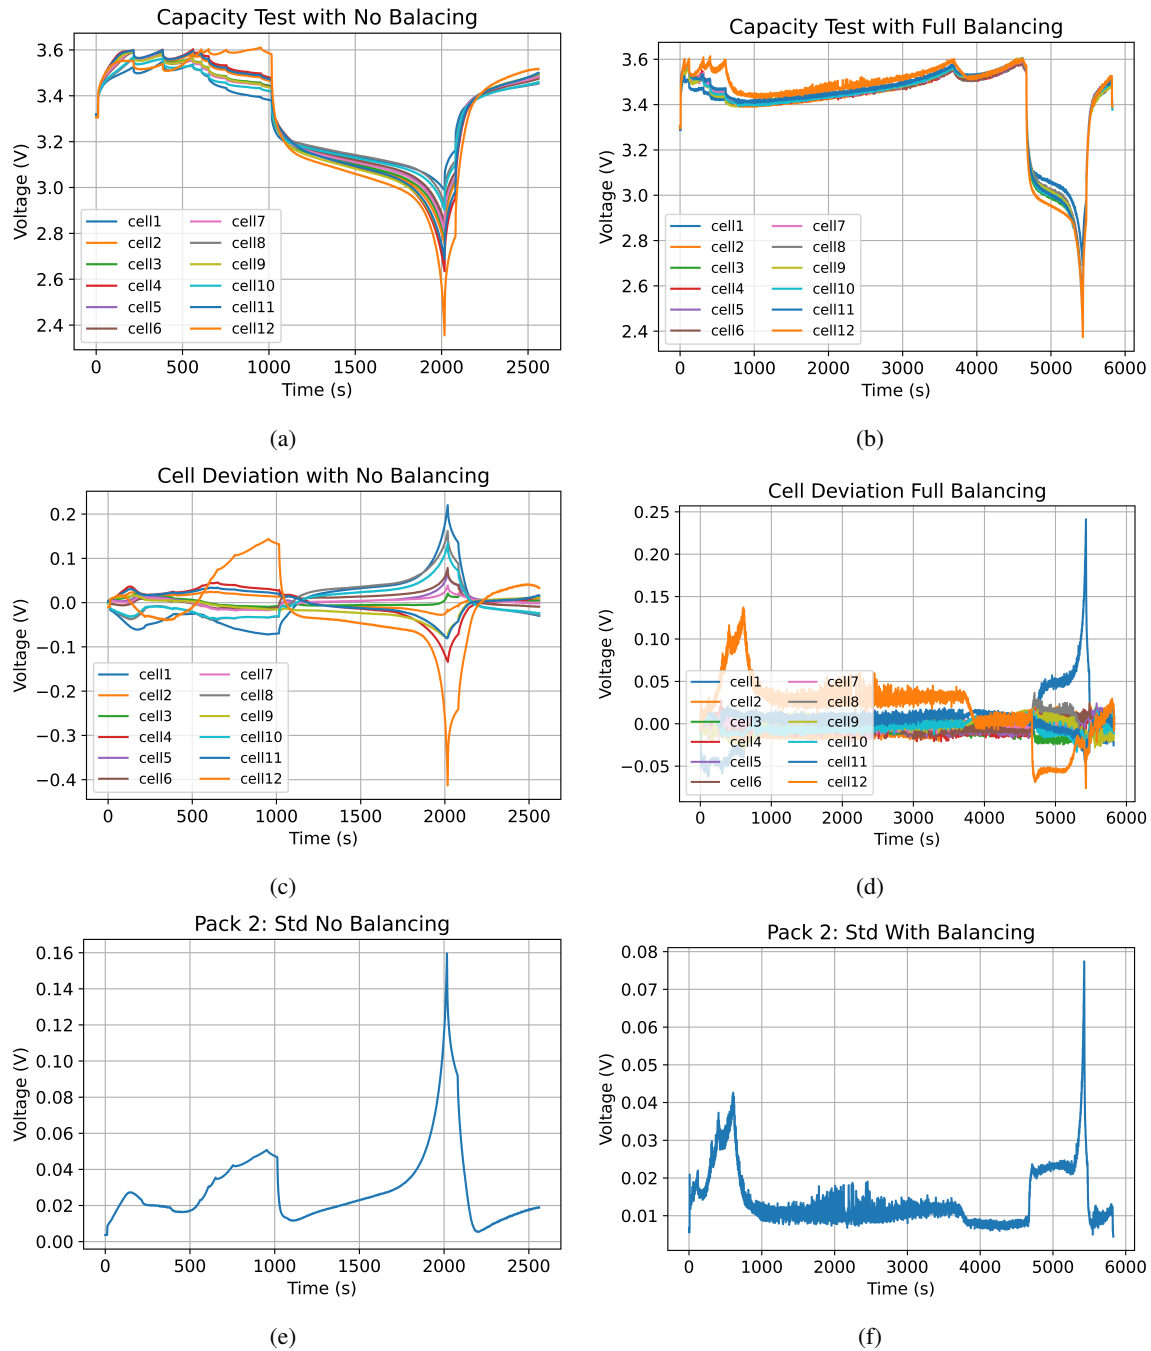 Capacity Test with No Balacing
Voltage (V)
3.6
3.4
3.2
3.0
2.8
2.6
2.4
cell1 cell7
cell2 cell8
cell3 cell9
cell4 cell10
cell5 cell11
cell6 cell12
0 500 1000 1500 2000 2500
Time (s)
(a)
Capacity Test with Full Balancing
Voltage (V)
3.6
3.4
3.2
3.0
2.8
2.6
2.4
cell1 cell7
cell2 cell8
cell3 cell9
cell4 cell10
cell5 cell11
cell6 cell12
0 1000 2000 3000 4000 5000 6000
Time (s)
(b)
Cell Deviation with No Balancing
Voltage (V)
0.2
0.1
0.0
−0.1
−0.2
−0.3
−0.4
cell1 cell7
cell2 cell8
cell3 cell9
cell4 cell10
cell5 cell11
cell6 cell12
0 500 1000 1500 2000 2500
Time (s)
(c)
Cell Deviation Full Balancing
Voltage (V)
0.25
0.20
0.15
0.10
0.05
0.00
−0.05
cell1 cell7
cell2 cell8
cell3 cell9
cell4 cell10
cell5 cell11
cell6 cell12
0 1000 2000 3000 4000 5000 6000
Time (s)
(d)
Pack 2: Std No Balancing
Voltage (V)
0.16
0.14
0.12
0.10
0.08
0.06
0.04
0.02
0.00
0 500 1000 1500 2000 2500
Time (s)
(e)
Pack 2: Std With Balancing
Voltage (V)
0.08
0.07
0.06
0.05
0.04
0.03
0.02
0.01
0 1000 2000 3000 4000 5000 6000
Time (s)
(f)